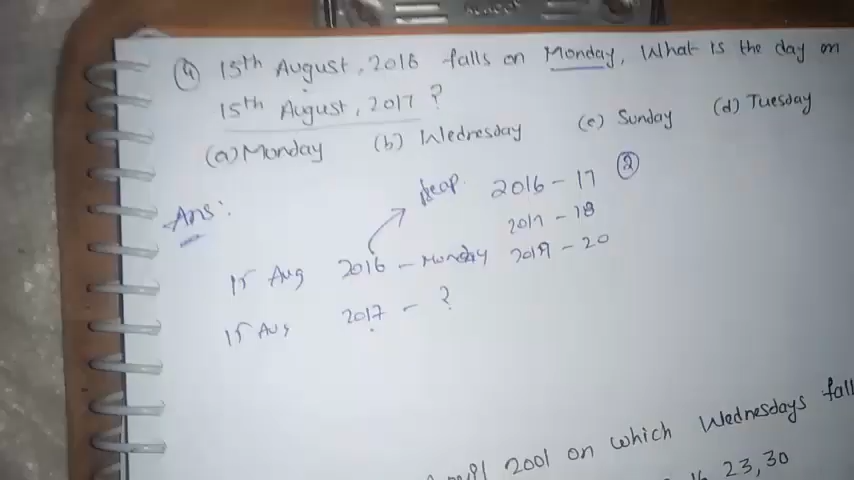 (4) 15th August, 2016 falls on Monday, What is the day on
15th August, 2017 ?
(a) Monday (b) Wednesday (c) Sunday (d) Tuesday
Ans:
leap 2016 - 17 (2)
2017 - 18
15 Aug 2016 - Monday 2019 - 20
15 Aug 2017 - ?
2001 on which Wednesdays fall
23, 30